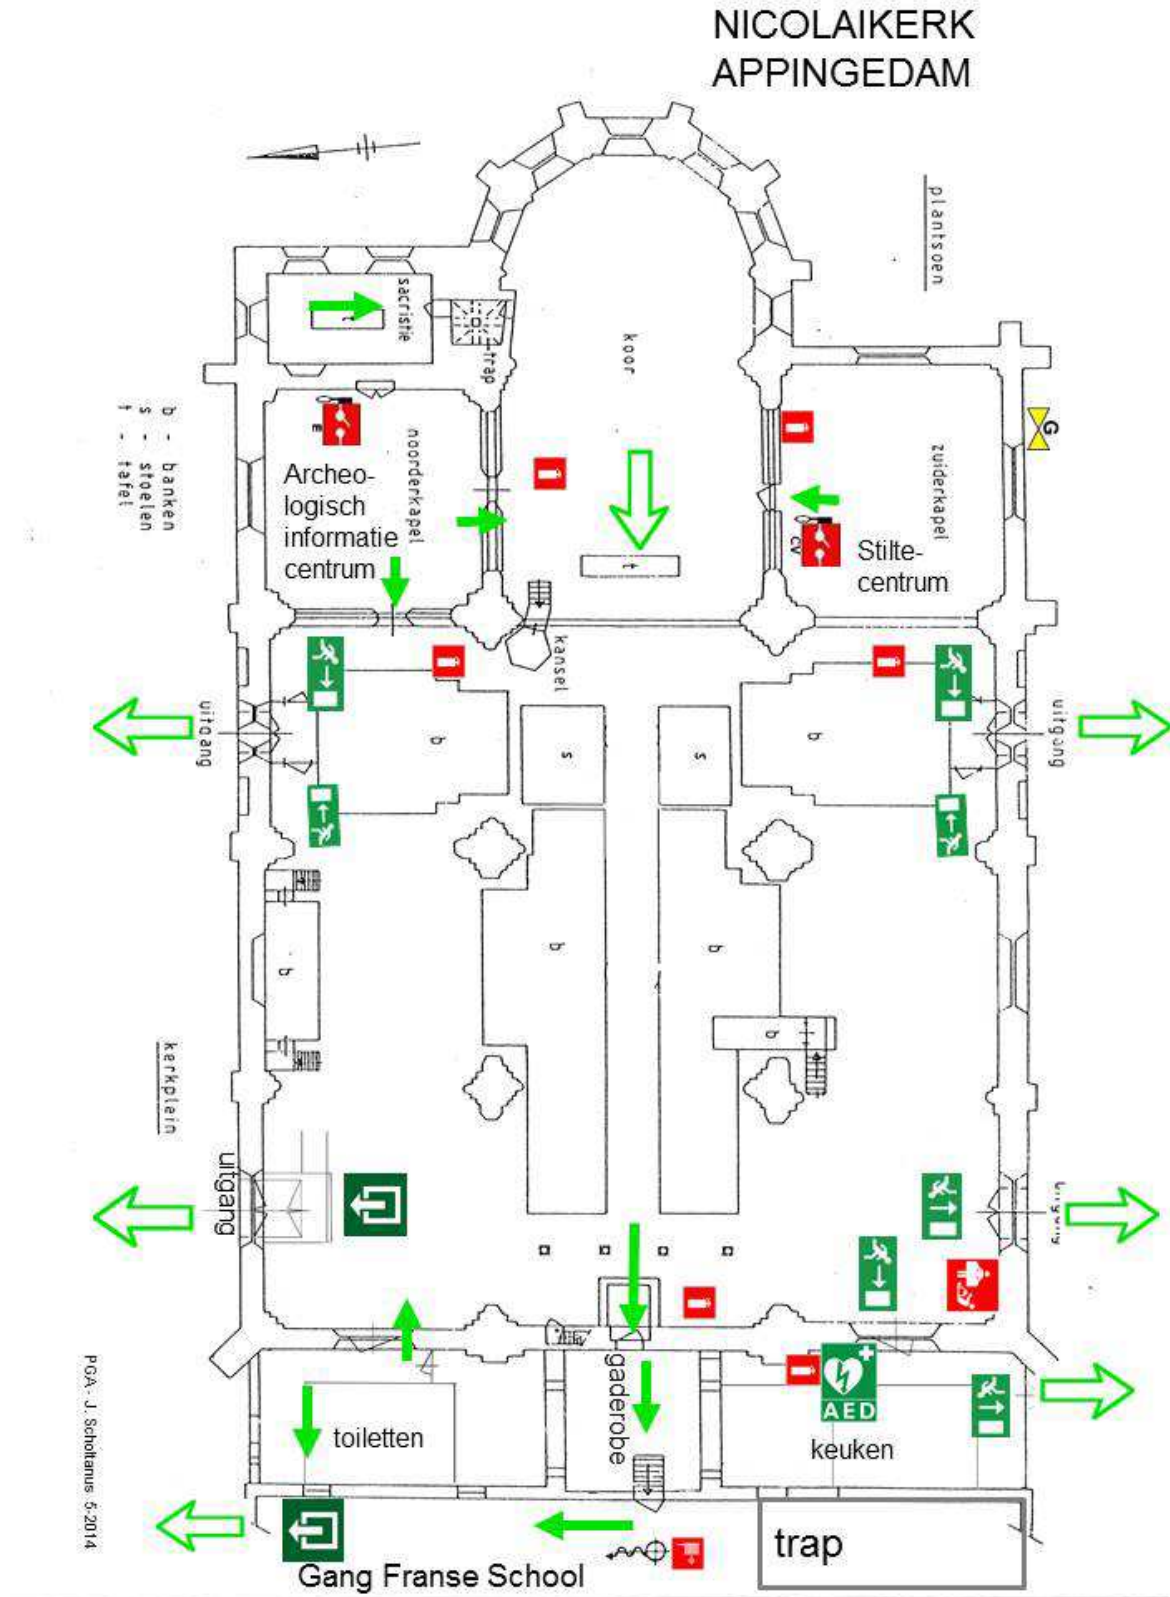 NICOLAIKERK
APPINGEDAM
plantsoen
sacristie
t
trap
koor
G
b - banken
s - stoelen
t - tafel
E
noorderkapel
Archeo-
logisch
informatie
centrum
zuiderkapel
CV
Stilte-
centrum
t
kansel
uitgang
b
s
s
b
uitgang
b
b
b
b
kerkplein
uitgang
gaderobe
toiletten
AED
keuken
PGA - J. Scholtanus 5-2014
trap
Gang Franse School